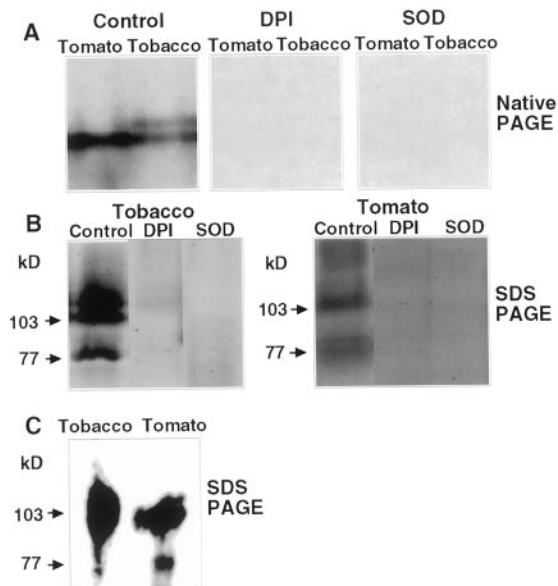 A
Control DPI SOD
Tomato Tobacco Tomato Tobacco Tomato Tobacco
Native
PAGE
B
Tobacco Tomato
Control DPI SOD Control DPI SOD
kD kD
103 103
77 77
SDS
PAGE
C
Tobacco Tomato
kD
103
77
SDS
PAGE